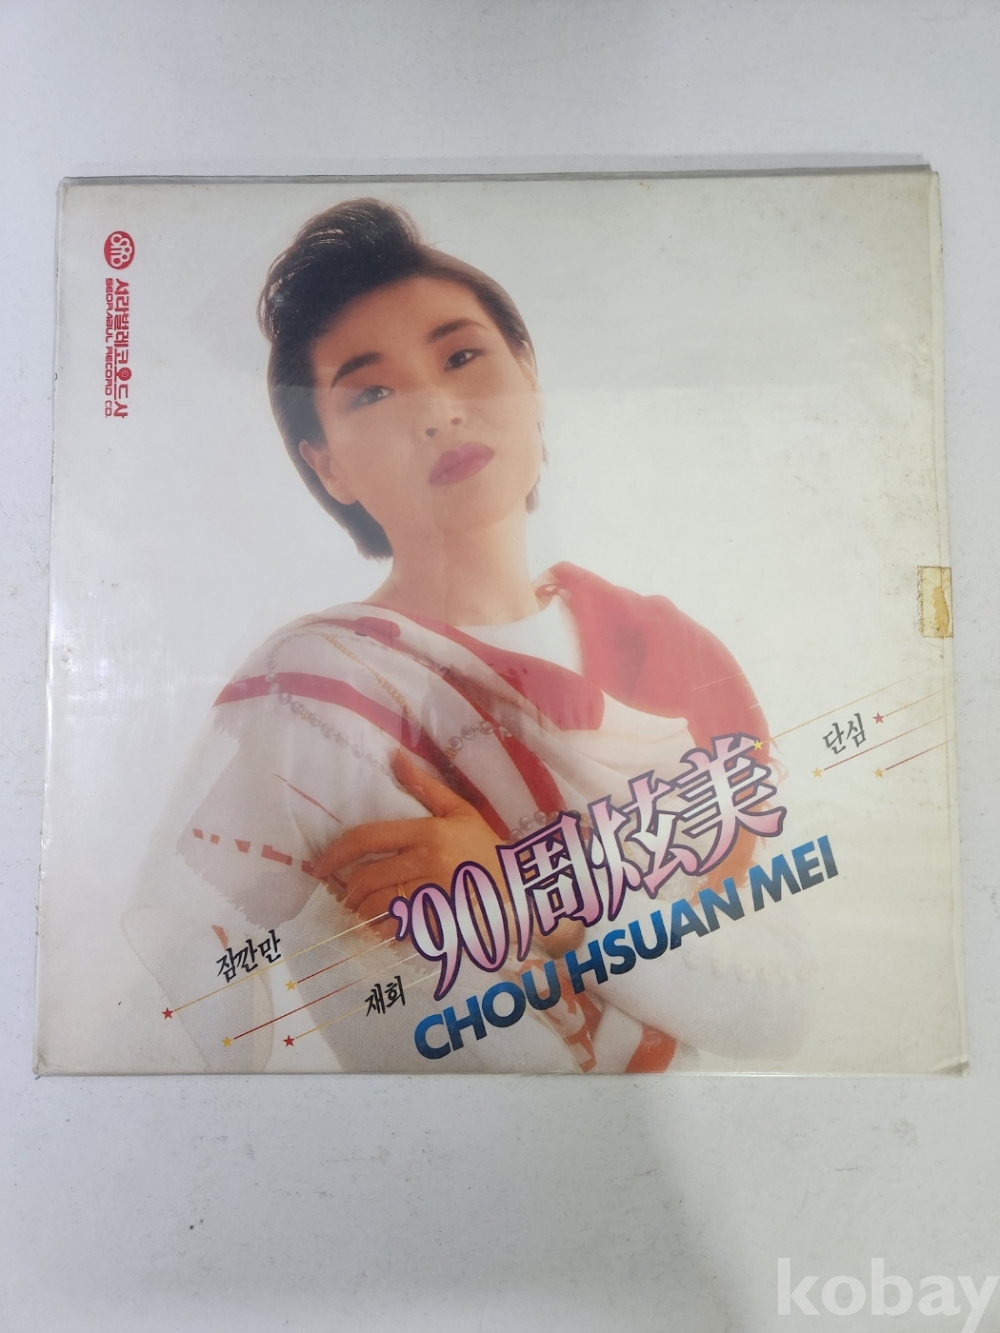 서라벌레코오드사
SEORABUL RECORD CO.
단심
'90周炫美
CHOU HSUAN MEI
잠깐만
재회
kobay